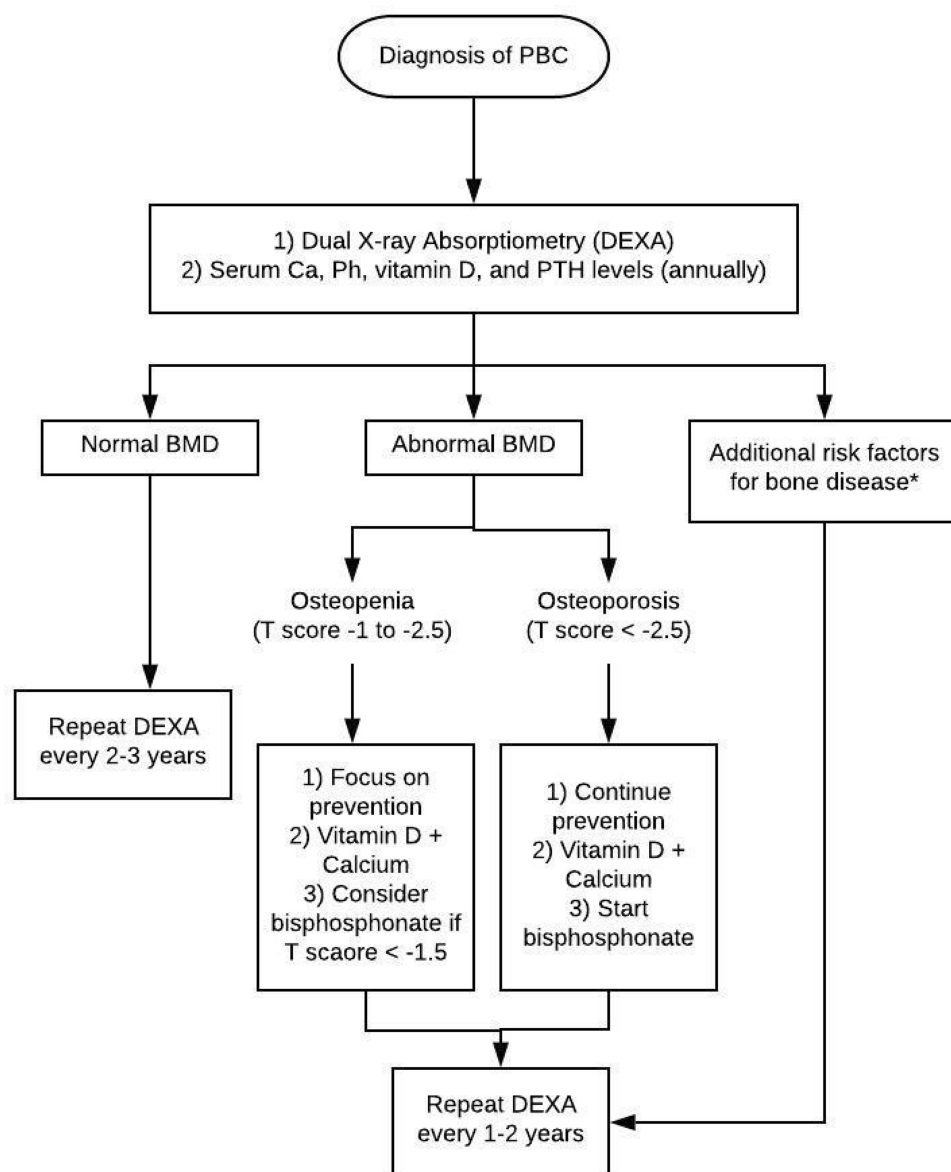 Diagnosis of PBC
1) Dual X-ray Absorptiometry (DEXA)
2) Serum Ca, Ph, vitamin D, and PTH levels (annually)
Normal BMD
Abnormal BMD
Additional risk factors
for bone disease*
Osteopenia
(T score -1 to -2.5)
Osteoporosis
(T score < -2.5)
Repeat DEXA
every 2-3 years
1) Focus on
prevention
2) Vitamin D +
Calcium
3) Consider
bisphosphonate if
T scaore < -1.5
1) Continue
prevention
2) Vitamin D +
Calcium
3) Start
bisphosphonate
Repeat DEXA
every 1-2 years